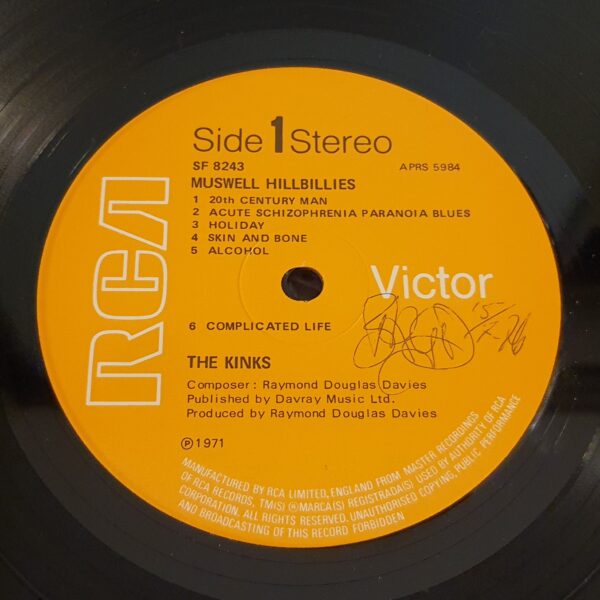 Side 1 Stereo
SF 8243
APRS 5984
MUSWELL HILLBILLIES
1 20th CENTURY MAN
2 ACUTE SCHIZOPHRENIA PARANOIA BLUES
3 HOLIDAY
4 SKIN AND BONE
5 ALCOHOL
RCA
Victor
6 COMPLICATED LIFE
THE KINKS
Composer: Raymond Douglas Davies
Published by Davray Music Ltd.
Produced by Raymond Douglas Davies
℗ 1971
MANUFACTURED BY RCA LIMITED, ENGLAND FROM MASTER RECORDINGS
OF RCA RECORDS, TM(S) ® MARCA(S) REGISTRADA(S) USED BY AUTHORITY OF RCA
CORPORATION. ALL RIGHTS RESERVED. UNAUTHORISED COPYING, PUBLIC PERFORMANCE
AND BROADCASTING OF THIS RECORD FORBIDDEN